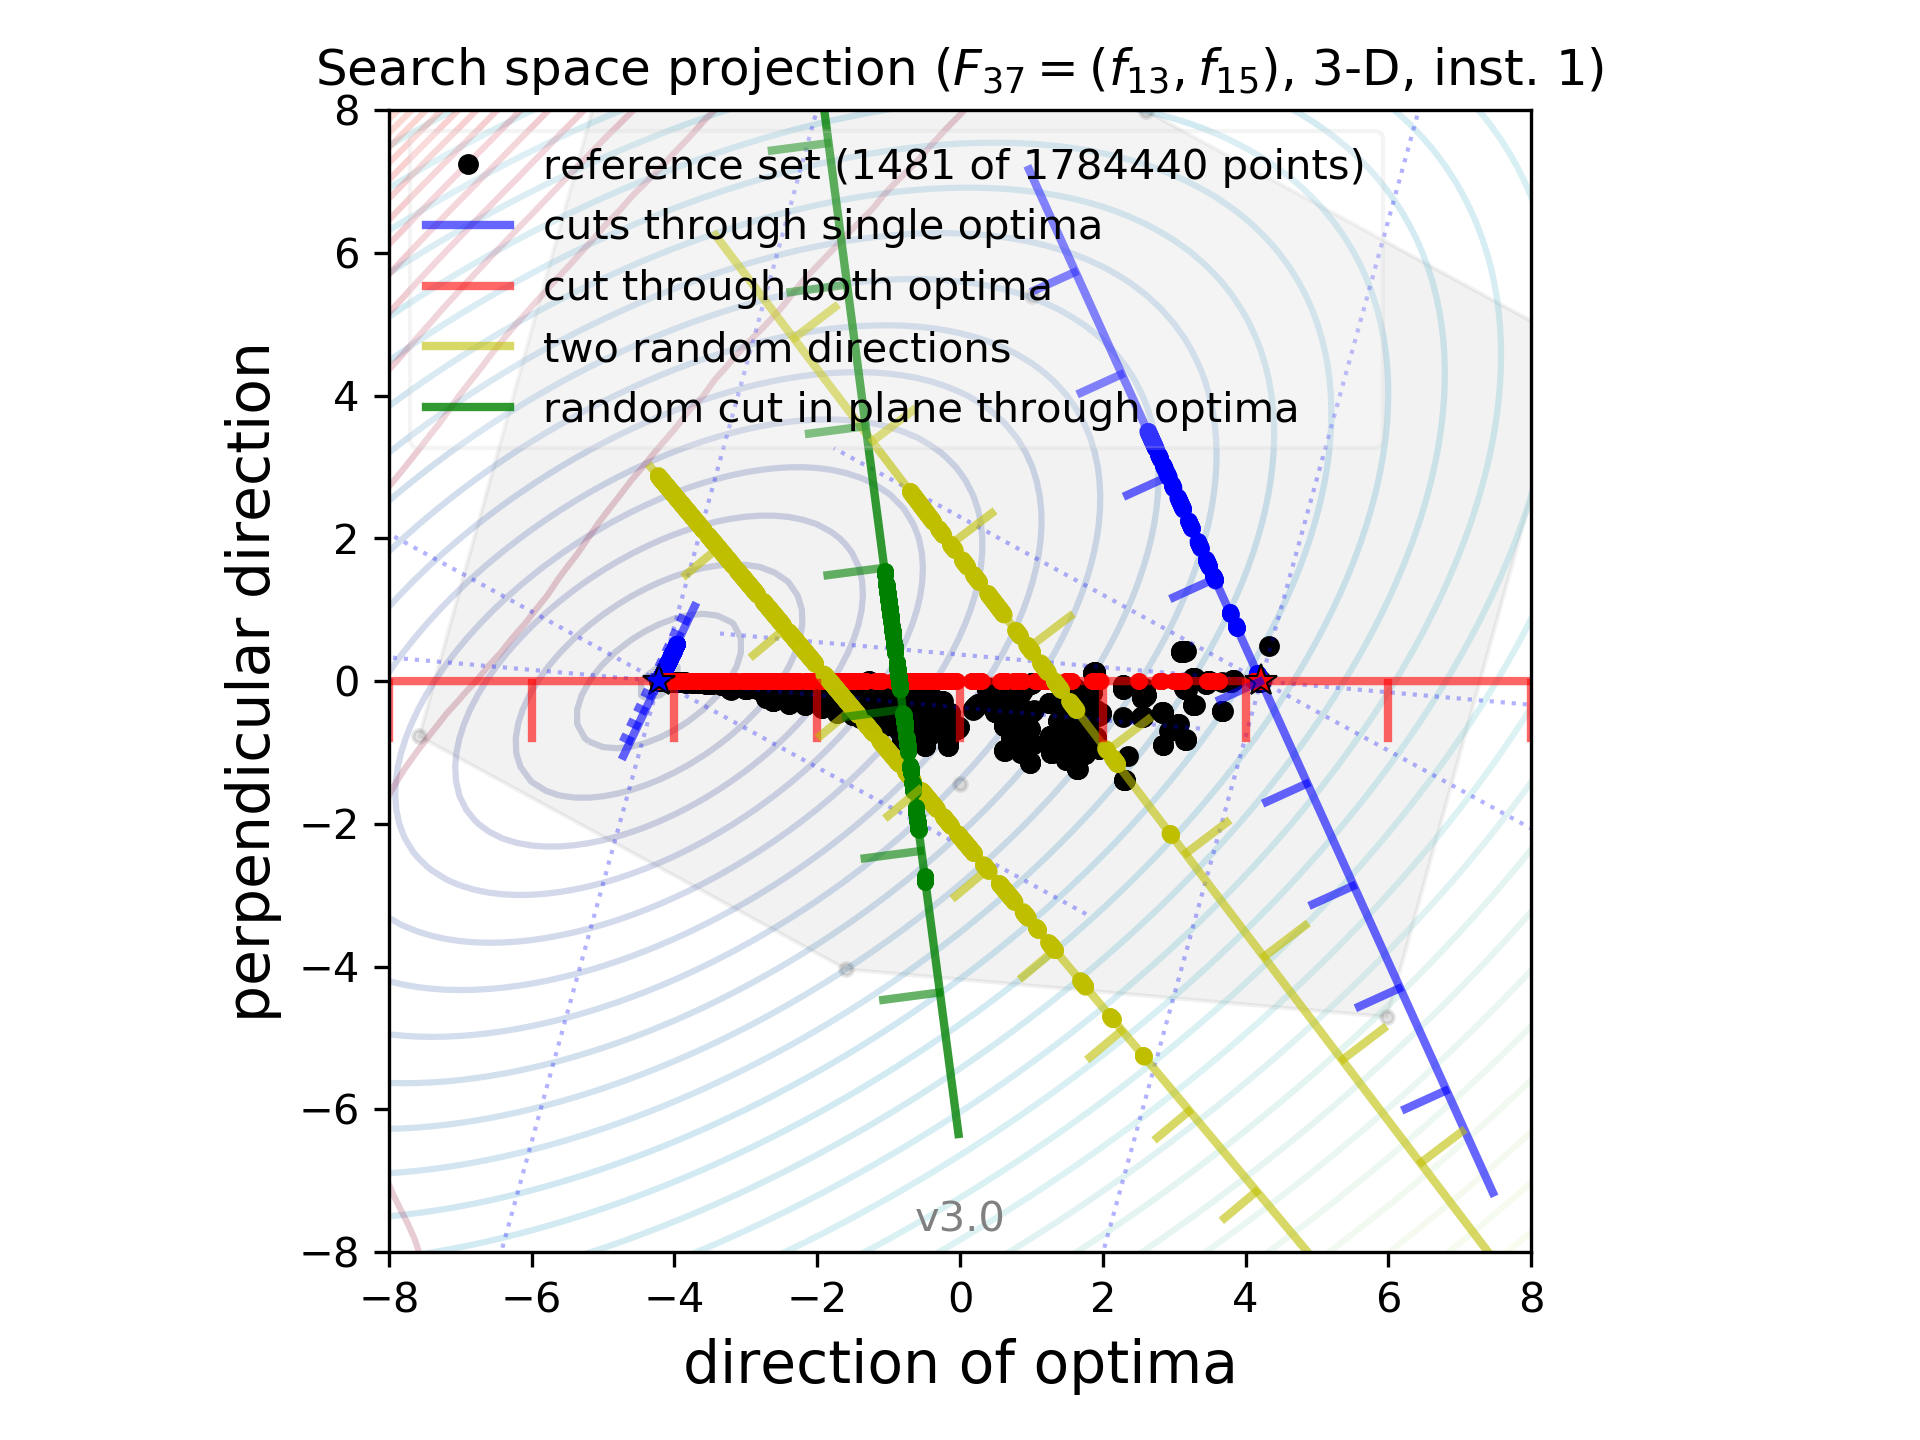 Search space projection (F₃₇ = (f₁₃, f₁₅), 3-D, inst. 1)
reference set (1481 of 1784440 points)
cuts through single optima
cut through both optima
two random directions
random cut in plane through optima
8
6
4
2
0
−2
−4
−6
−8
perpendicular direction
v3.0
−8 −6 −4 −2 0 2 4 6 8
direction of optima